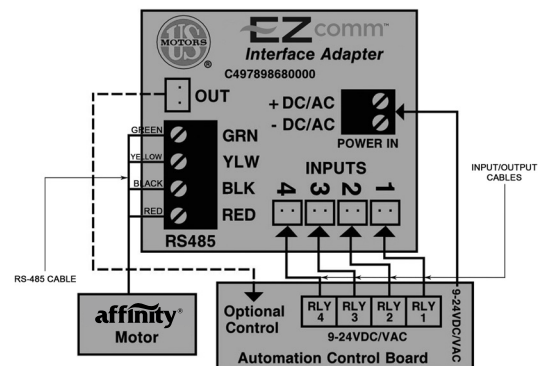 US
MOTORS
®
EZ comm™
Interface Adapter
C497898680000
OUT
+ DC/AC
- DC/AC
POWER IN
GREEN
GRN
YELLOW
YLW
BLACK
BLK
RED
RED
RS485
INPUTS
4 3 2 1
INPUT/OUTPUT
CABLES
RS-485 CABLE
affinity®
Motor
Optional
Control
RLY
4
RLY
3
RLY
2
RLY
1
9-24VDC/VAC
9-24VDC/VAC
Automation Control Board